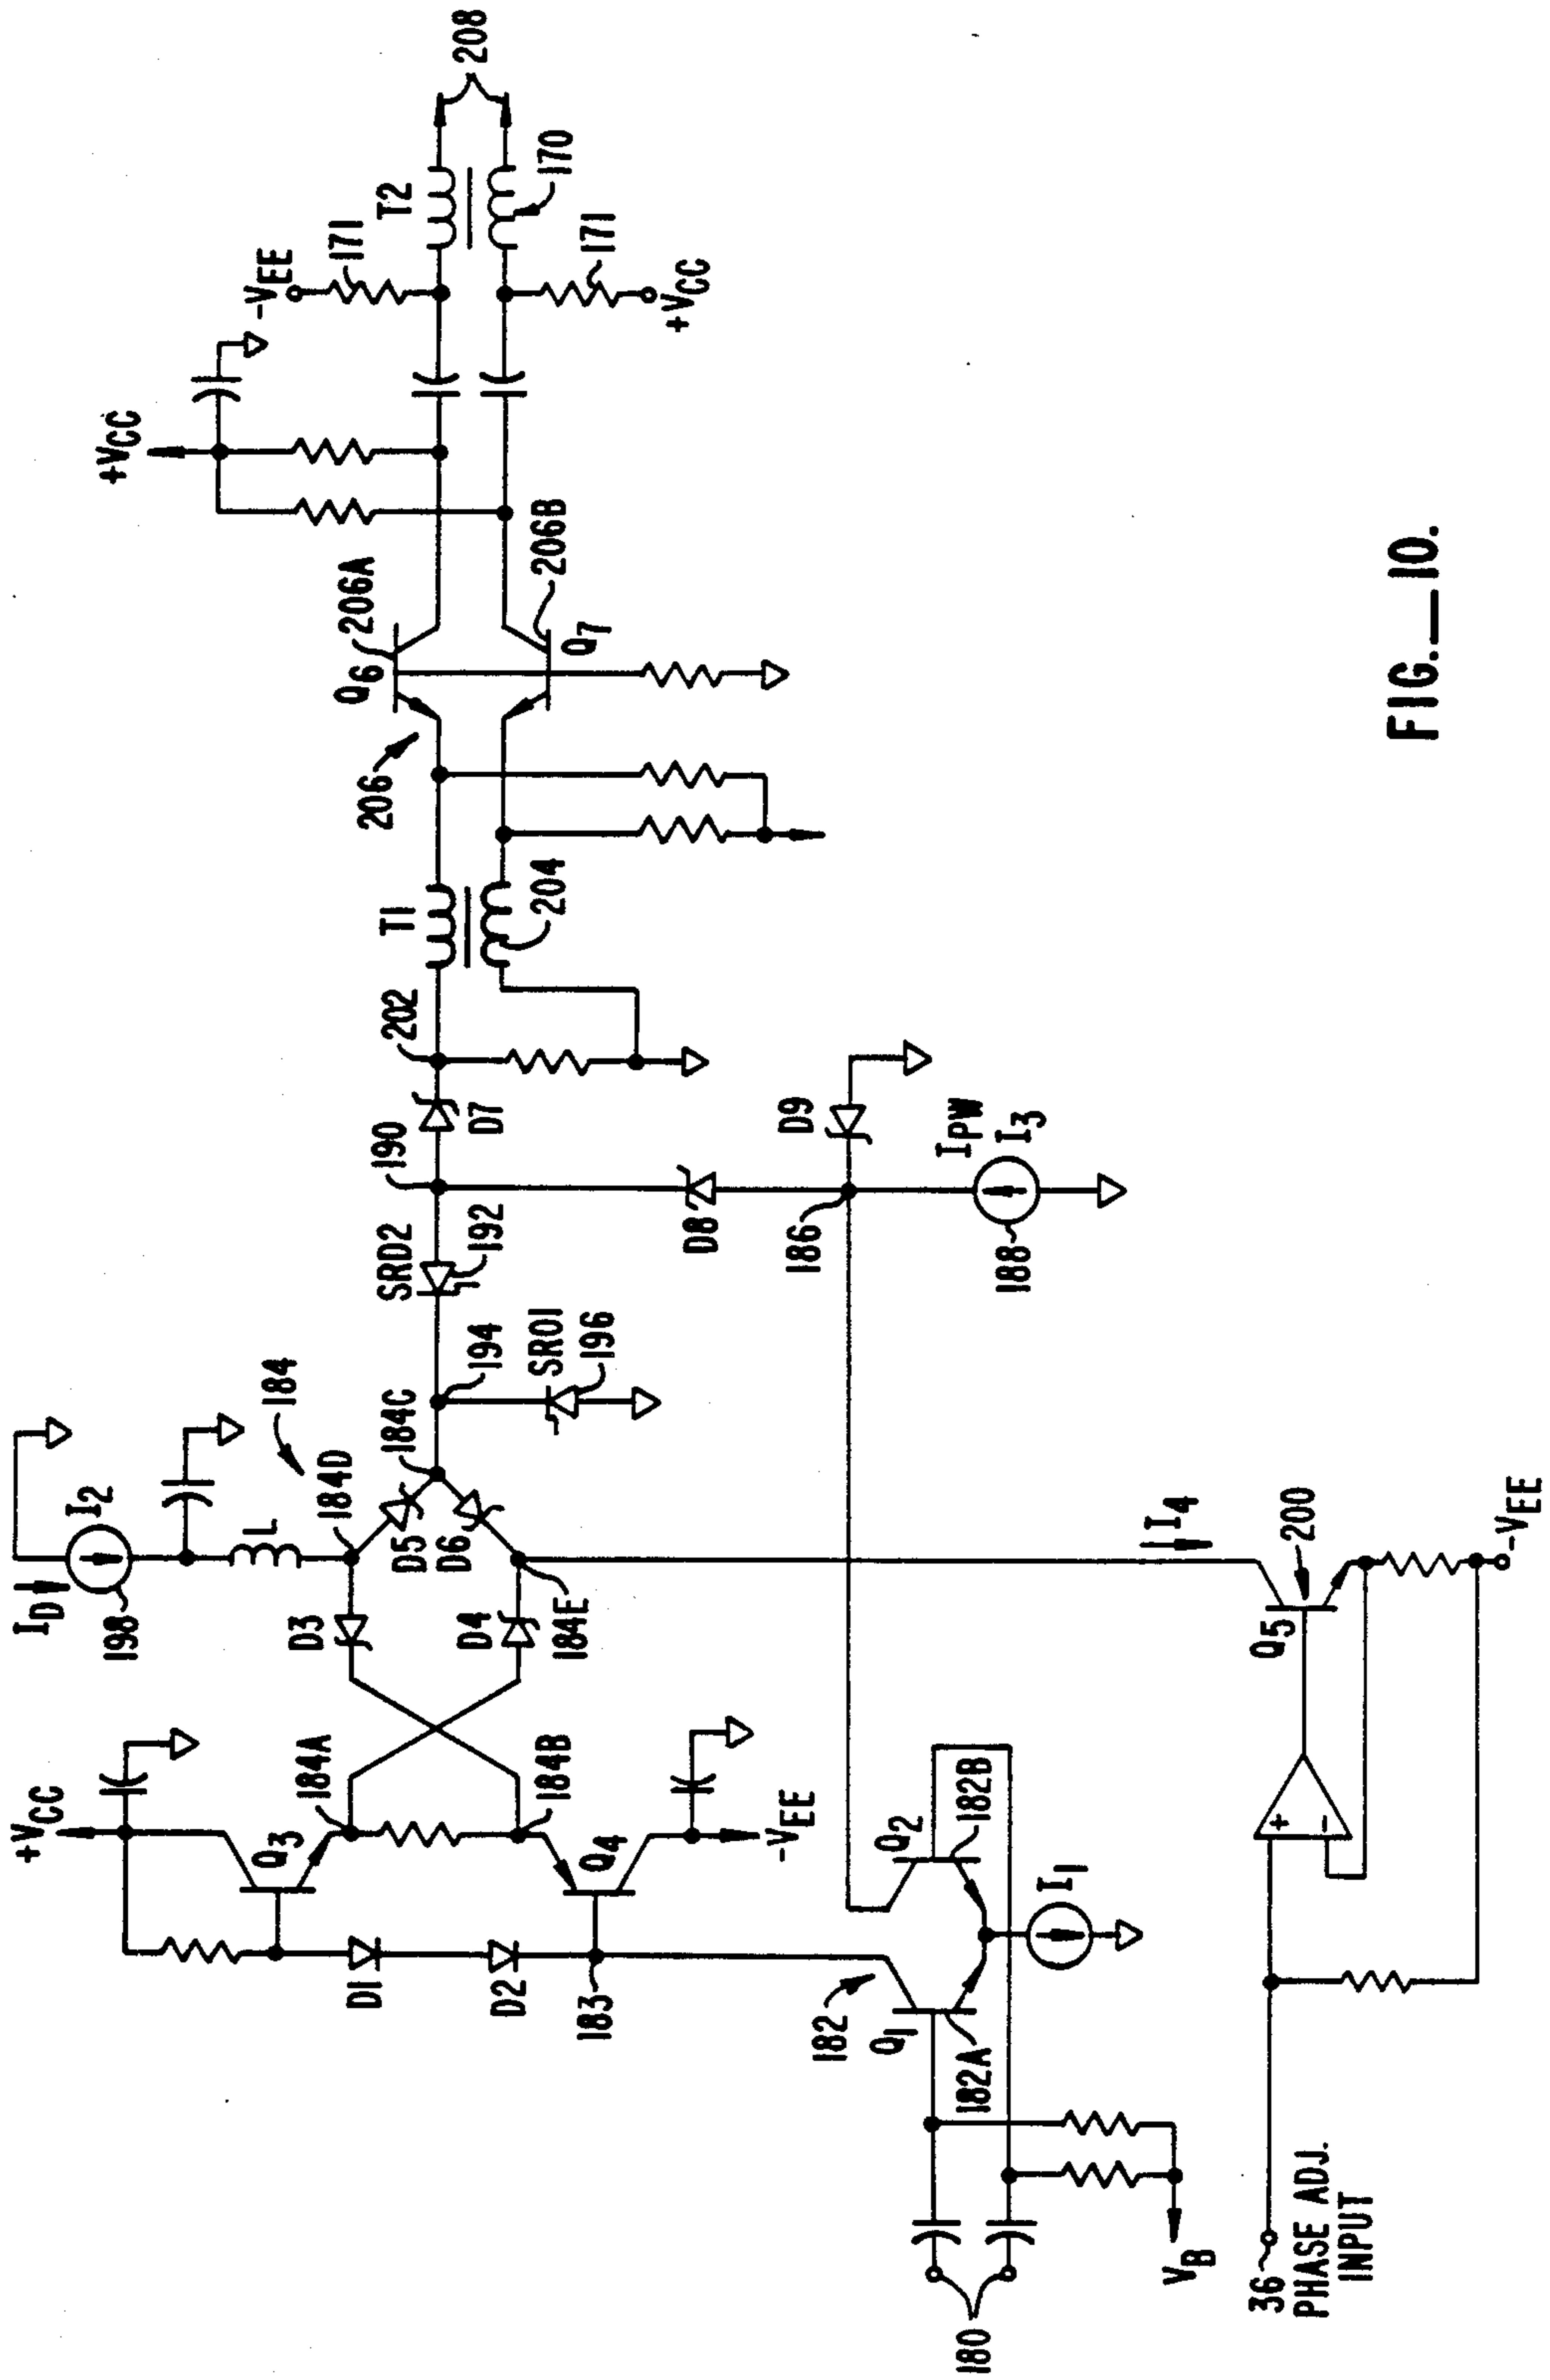 208
T2
170
-VEE
171
171
+VCC
+VCC
206A
Q6
206B
Q7
206
T1
204
202
190
D7
D9
IPW
I3
186
188
D8
SRD2
192
194
SRD1
196
184
184C
184D
I2
ID
198
L
D5
D6
I4
200
-VEE
D3
D4
184E
Q5
+VCC
184A
184B
Q3
Q4
-VEE
D1
D2
183
Q2
182B
I1
182
Q1
182A
+
-
VB
180
36
PHASE ADJ.
INPUT
FIG.—10.